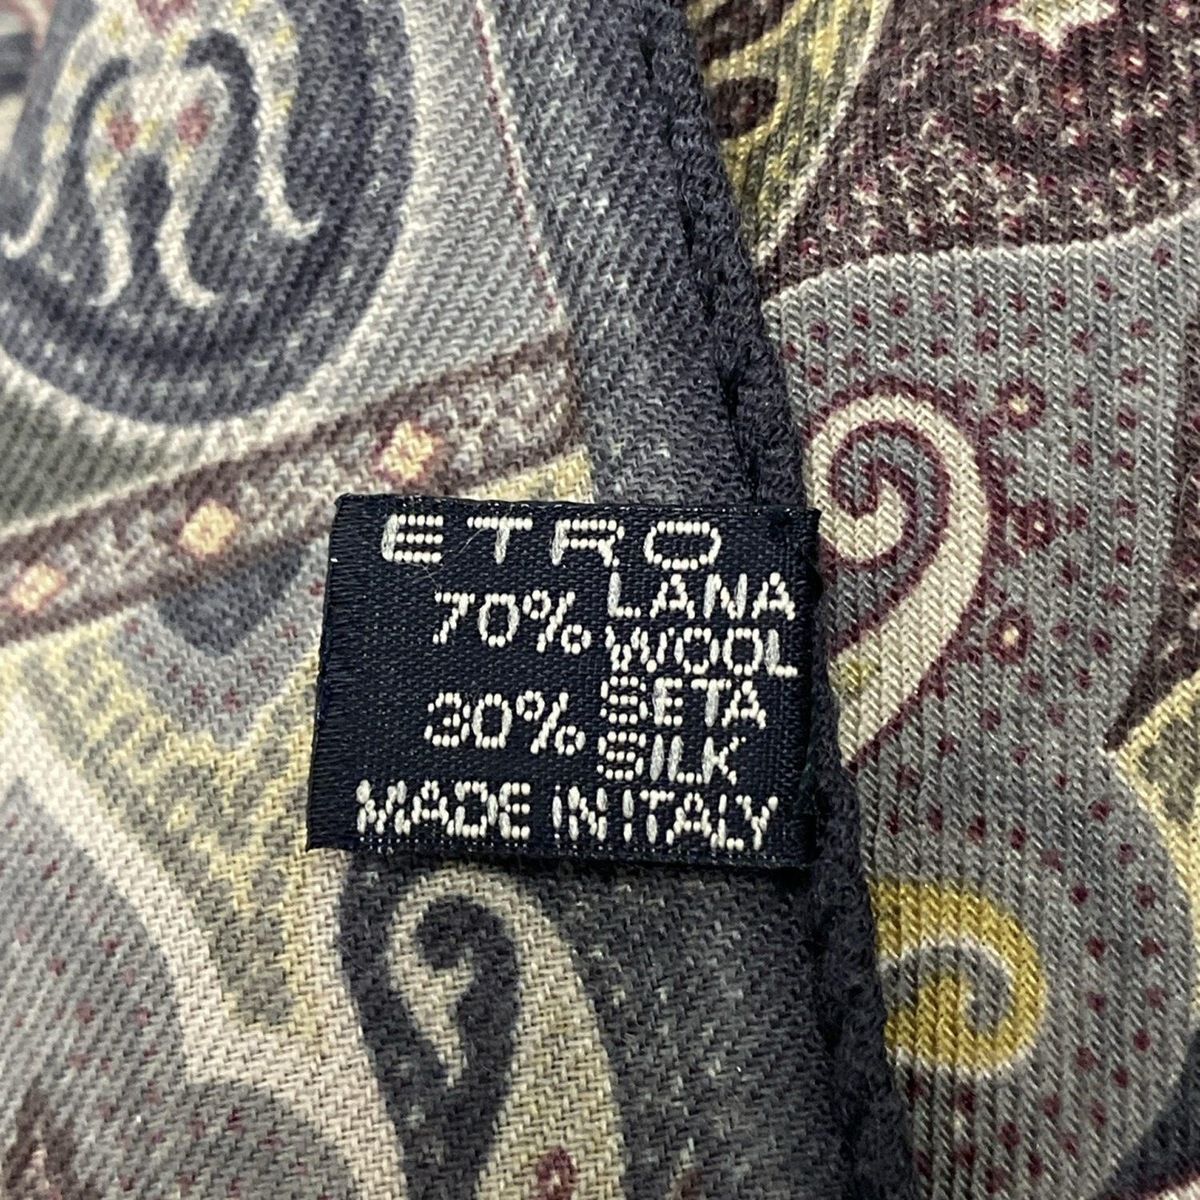 ETRO
70% LANA
WOOL
30% SETA
SILK
MADE IN ITALY